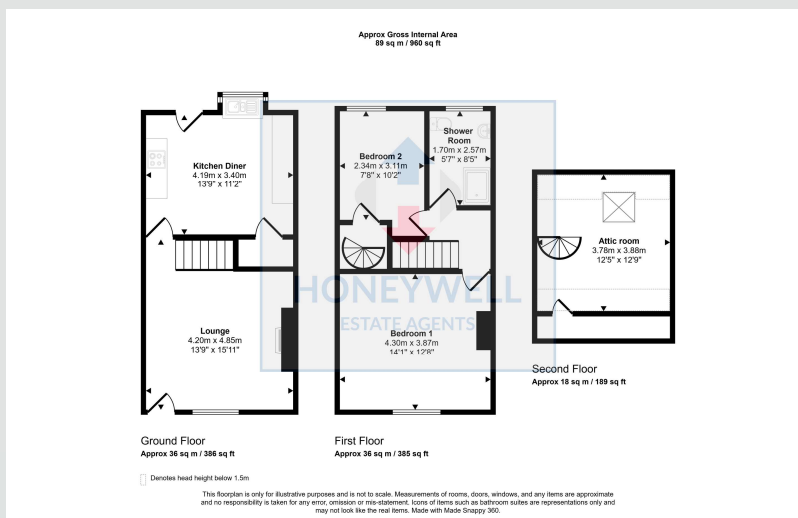 Approx Gross Internal Area
89 sq m / 960 sq ft
Kitchen Diner
4.19m x 3.40m
13'9" x 11'2"
Lounge
4.20m x 4.85m
13'9" x 15'11"
Ground Floor
Approx 36 sq m / 386 sq ft
Bedroom 2
2.34m x 3.11m
7'8" x 10'2"
Shower
Room
1.70m x 2.57m
5'7" x 8'5"
HONEYWELL
ESTATE AGENTS
Bedroom 1
4.30m x 3.87m
14'1" x 12'8"
First Floor
Approx 36 sq m / 385 sq ft
Attic room
3.78m x 3.88m
12'5" x 12'9"
Second Floor
Approx 18 sq m / 189 sq ft
Denotes head height below 1.5m
This floorplan is only for illustrative purposes and is not to scale. Measurements of rooms, doors, windows, and any items are approximate
and no responsibility is taken for any error, omission or mis-statement. Icons of items such as bathroom suites are representations only and
may not look like the real items. Made with Made Snappy 360.